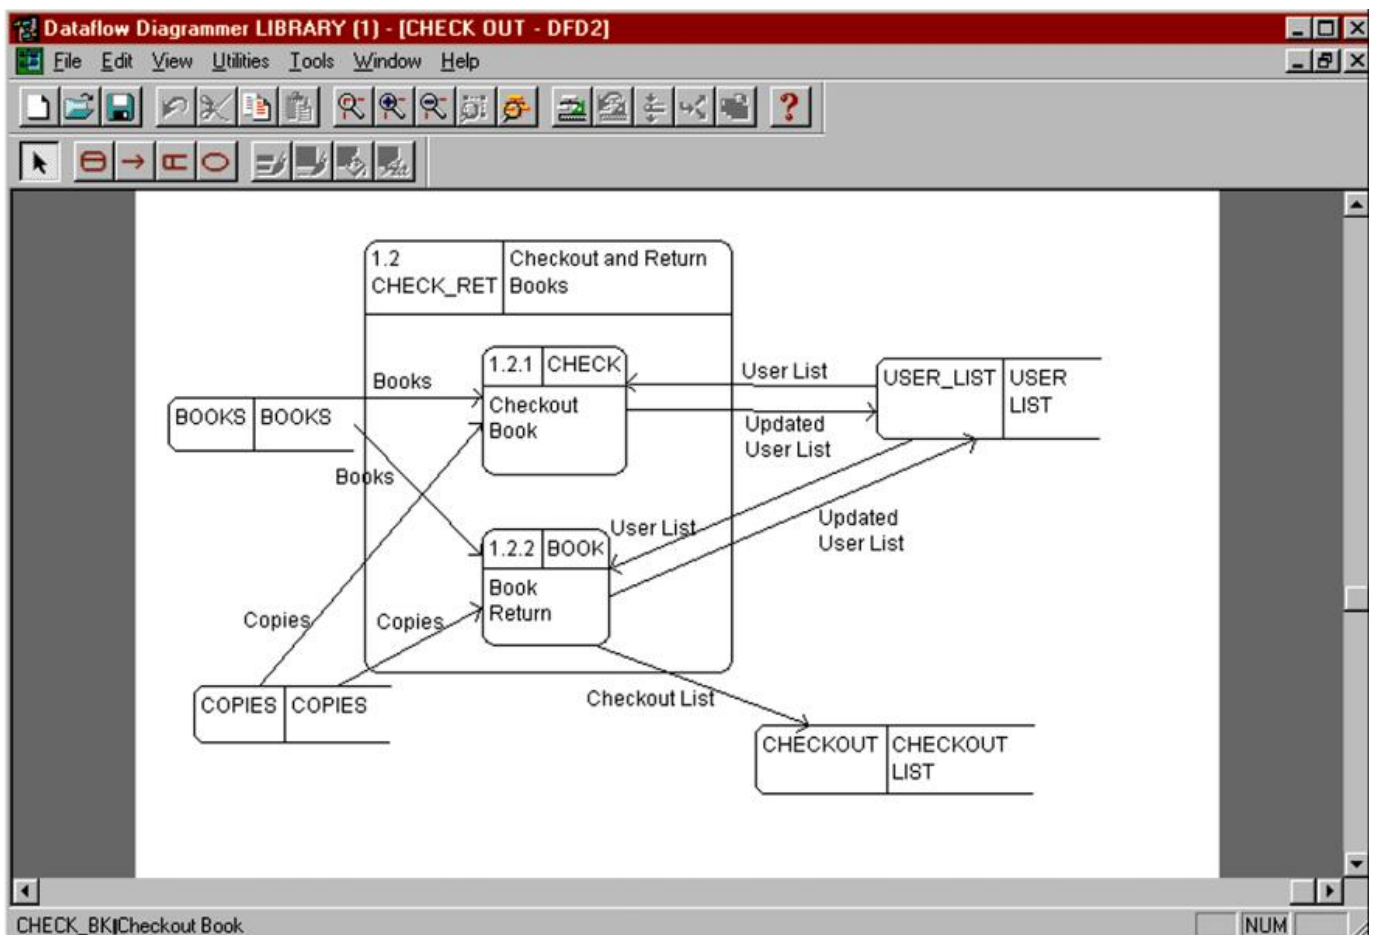 Dataflow Diagrammer LIBRARY (1) - [CHECK OUT - DFD2]
File Edit View Utilities Tools Window Help
1.2
CHECK_RET
Checkout and Return
Books
1.2.1 CHECK
Checkout
Book
Books
BOOKS BOOKS
Books
User List
USER_LIST
USER
LIST
Updated
User List
User List
Updated
User List
1.2.2 BOOK
Book
Return
Copies
Copies
COPIES COPIES
Checkout List
CHECKOUT
CHECKOUT
LIST
CHECK_BK|Checkout Book
NUM